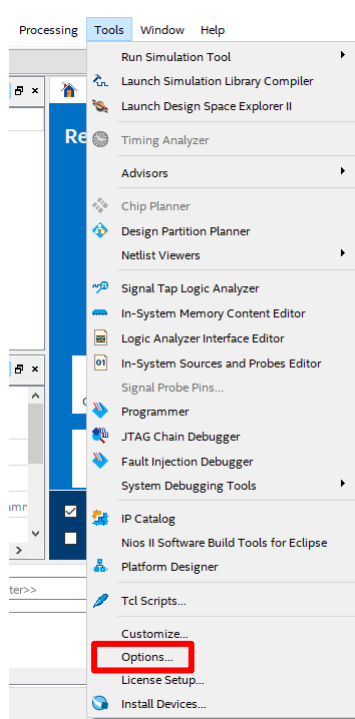 Processing Tools Window Help
Run Simulation Tool
Launch Simulation Library Compiler
Launch Design Space Explorer II
Re
Timing Analyzer
Advisors
Chip Planner
Design Partition Planner
Netlist Viewers
Signal Tap Logic Analyzer
In-System Memory Content Editor
Logic Analyzer Interface Editor
In-System Sources and Probes Editor
Signal Probe Pins...
Programmer
JTAG Chain Debugger
Fault Injection Debugger
System Debugging Tools
IP Catalog
Nios II Software Build Tools for Eclipse
Platform Designer
ter>>
Tcl Scripts...
Customize...
Options...
License Setup...
Install Devices...